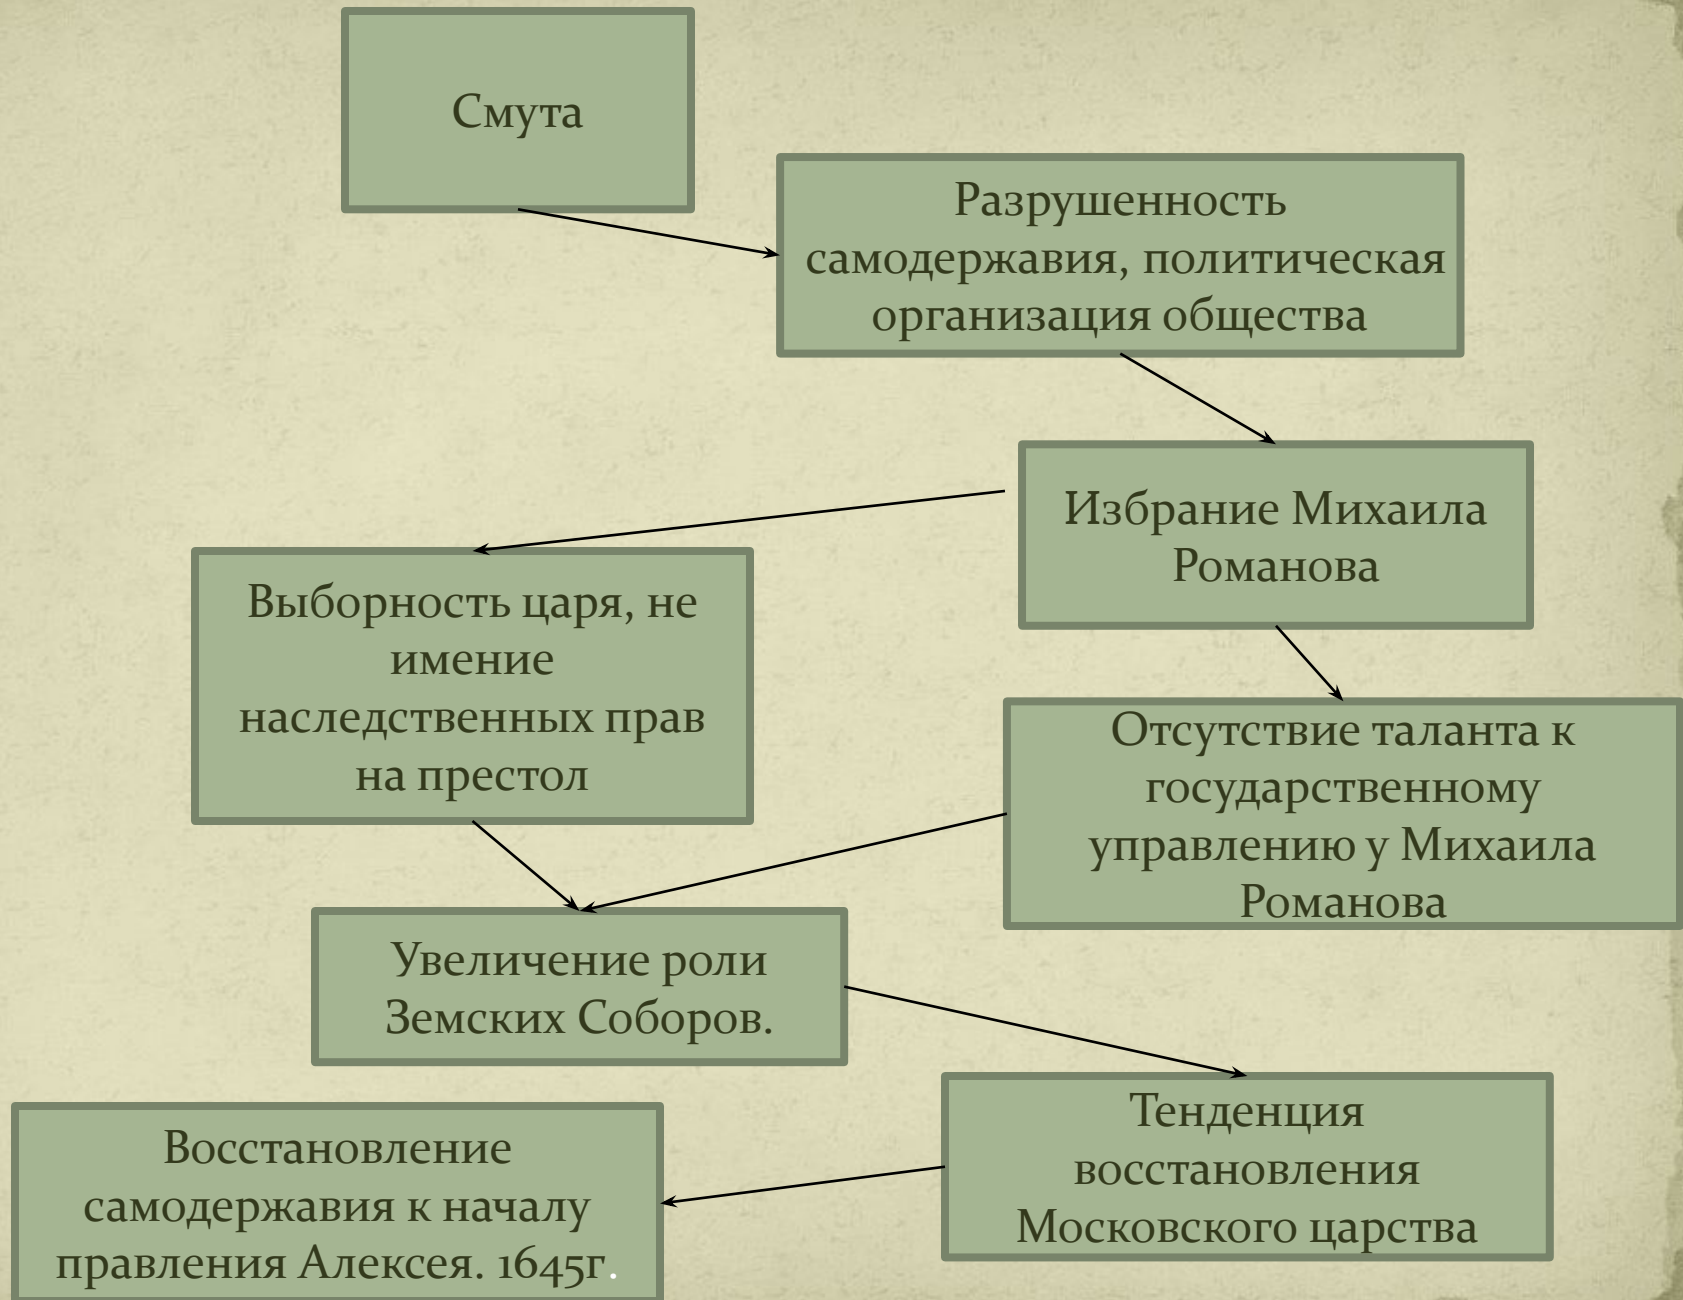 Смута
Разрушенность
самодержавия, политическая
организация общества
Избрание Михаила
Романова
Выборность царя, не
имение
наследственных прав
на престол
Отсутствие таланта к
государственному
управлению у Михаила
Романова
Увеличение роли
Земских Соборов.
Тенденция
восстановления
Московского царства
Восстановление
самодержавия к началу
правления Алексея. 1645г.